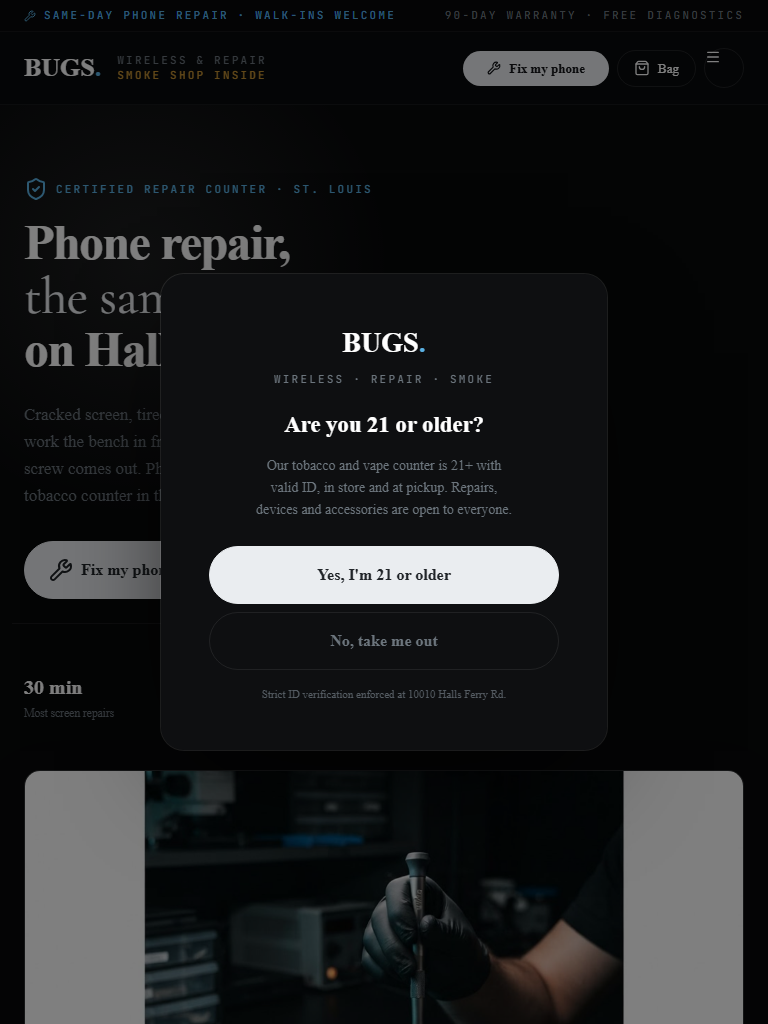 SAME-DAY PHONE REPAIR · WALK-INS WELCOME
90-DAY WARRANTY · FREE DIAGNOSTICS
BUGS.
WIRELESS & REPAIR
SMOKE SHOP INSIDE
Fix my phone
Bag
CERTIFIED REPAIR COUNTER · ST. LOUIS
Phone repair,
the sam
on Hal
Cracked screen, tire
work the bench in fr
screw comes out. Ph
tobacco counter in t
Fix my phon
30 min
Most screen repairs
BUGS.
WIRELESS · REPAIR · SMOKE
Are you 21 or older?
Our tobacco and vape counter is 21+ with
valid ID, in store and at pickup. Repairs,
devices and accessories are open to everyone.
Yes, I'm 21 or older
No, take me out
Strict ID verification enforced at 10010 Halls Ferry Rd.